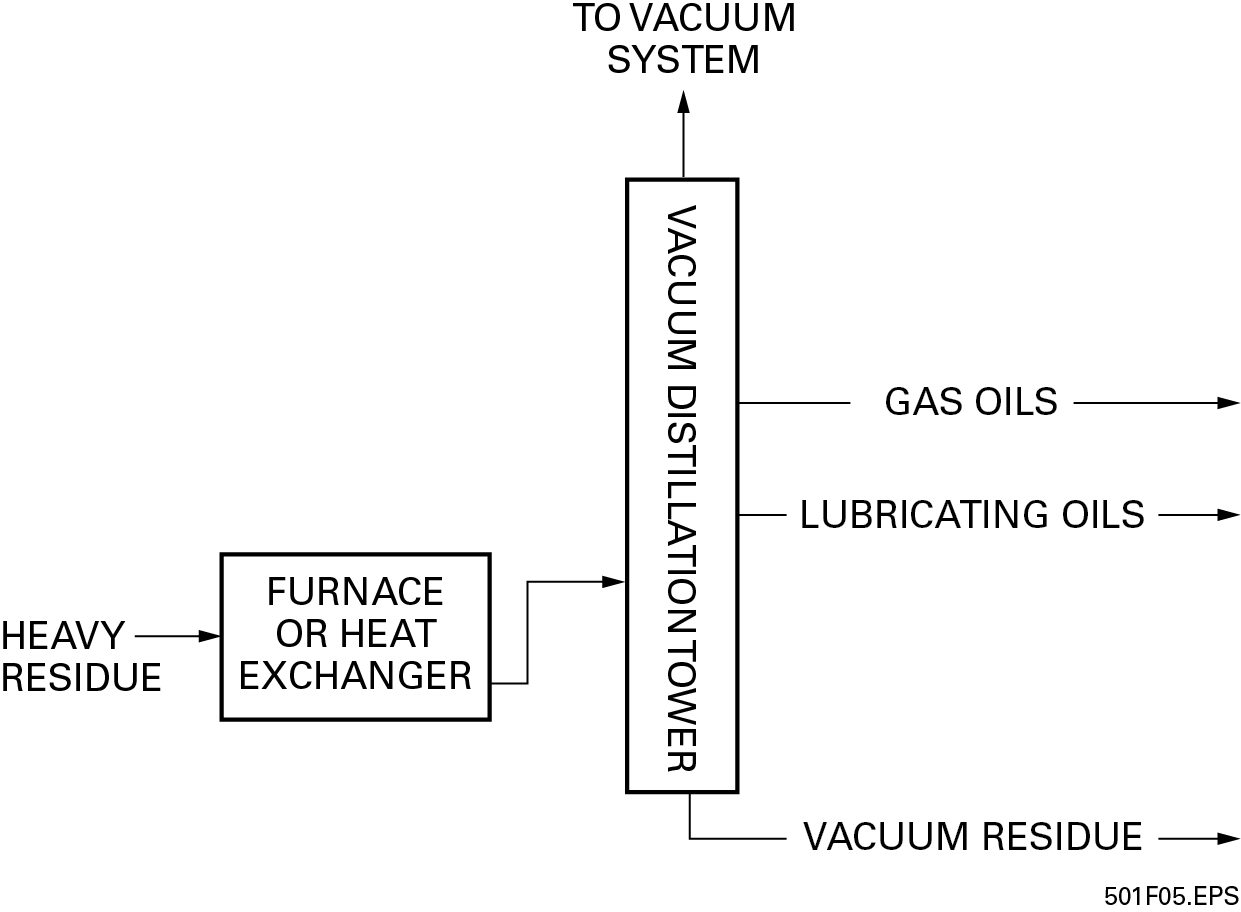 TO VACUUM
SYSTEM
VACUUM DISTILLATION TOWER
GAS OILS
LUBRICATING OILS
FURNACE
OR HEAT
EXCHANGER
HEAVY
RESIDUE
VACUUM RESIDUE
501F05.EPS